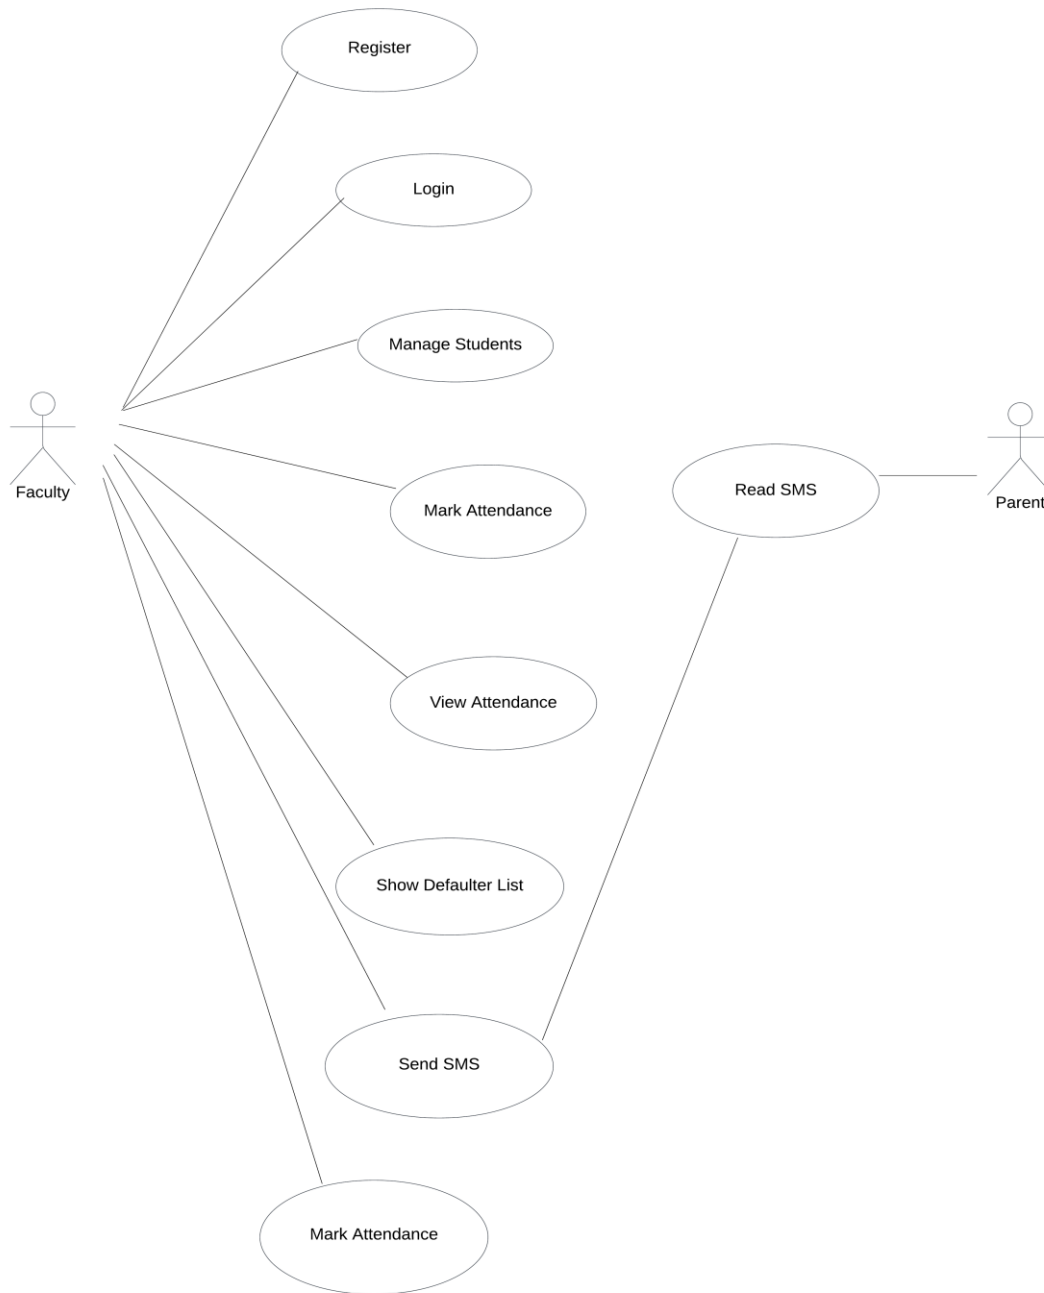 Register
Login
Manage Students
Faculty
Mark Attendance
Read SMS
Parent
View Attendance
Show Defaulter List
Send SMS
Mark Attendance